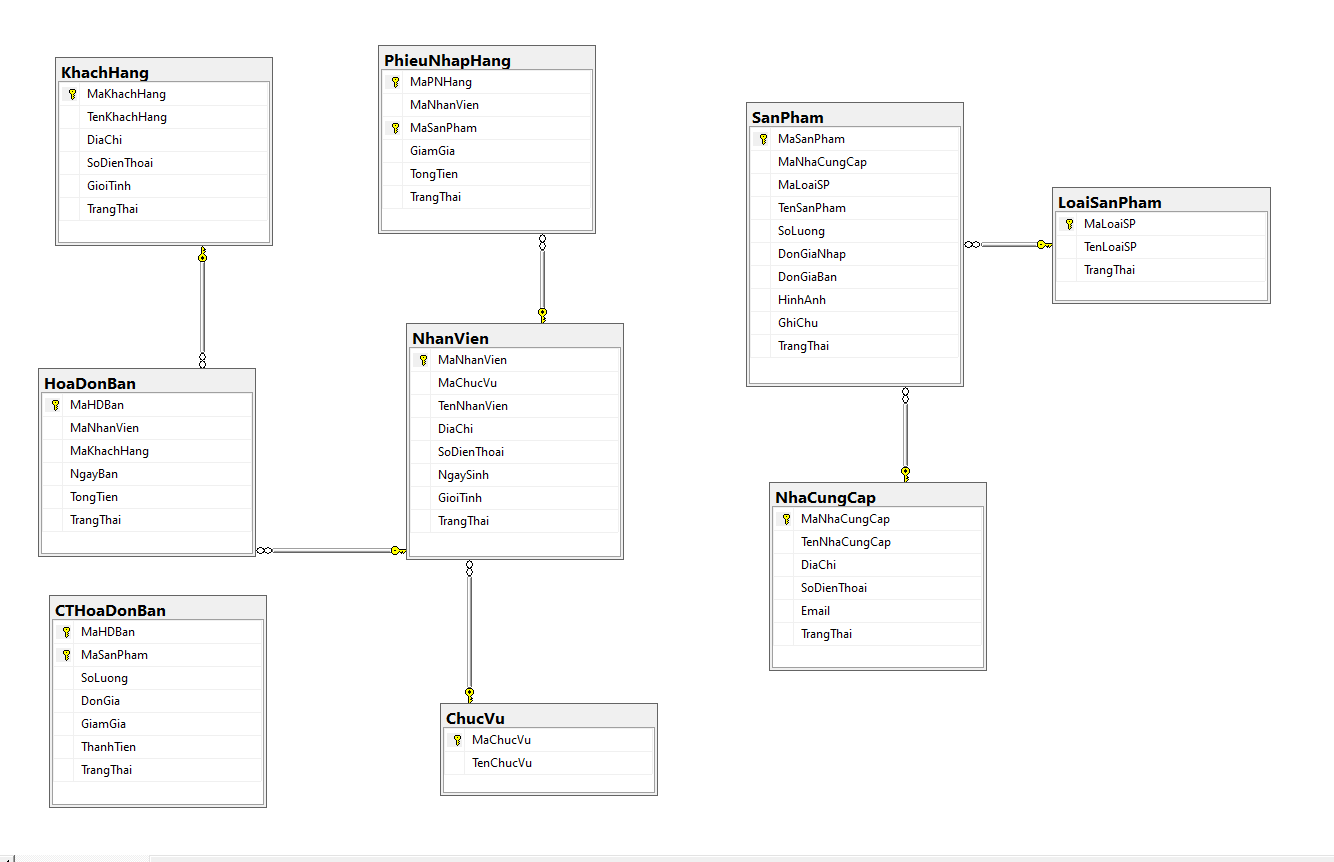 KhachHang
MaKhachHang
TenKhachHang
DiaChi
SoDienThoai
GioiTinh
TrangThai
PhieuNhapHang
MaPNHang
MaNhanVien
MaSanPham
GiamGia
TongTien
TrangThai
SanPham
MaSanPham
MaNhaCungCap
MaLoaiSP
TenSanPham
SoLuong
DonGiaNhap
DonGiaBan
HinhAnh
GhiChu
TrangThai
LoaiSanPham
MaLoaiSP
TenLoaiSP
TrangThai
HoaDonBan
MaHDBan
MaNhanVien
MaKhachHang
NgayBan
TongTien
TrangThai
NhanVien
MaNhanVien
MaChucVu
TenNhanVien
DiaChi
SoDienThoai
NgaySinh
GioiTinh
TrangThai
NhaCungCap
MaNhaCungCap
TenNhaCungCap
DiaChi
SoDienThoai
Email
TrangThai
CTHoaDonBan
MaHDBan
MaSanPham
SoLuong
DonGia
GiamGia
ThanhTien
TrangThai
ChucVu
MaChucVu
TenChucVu